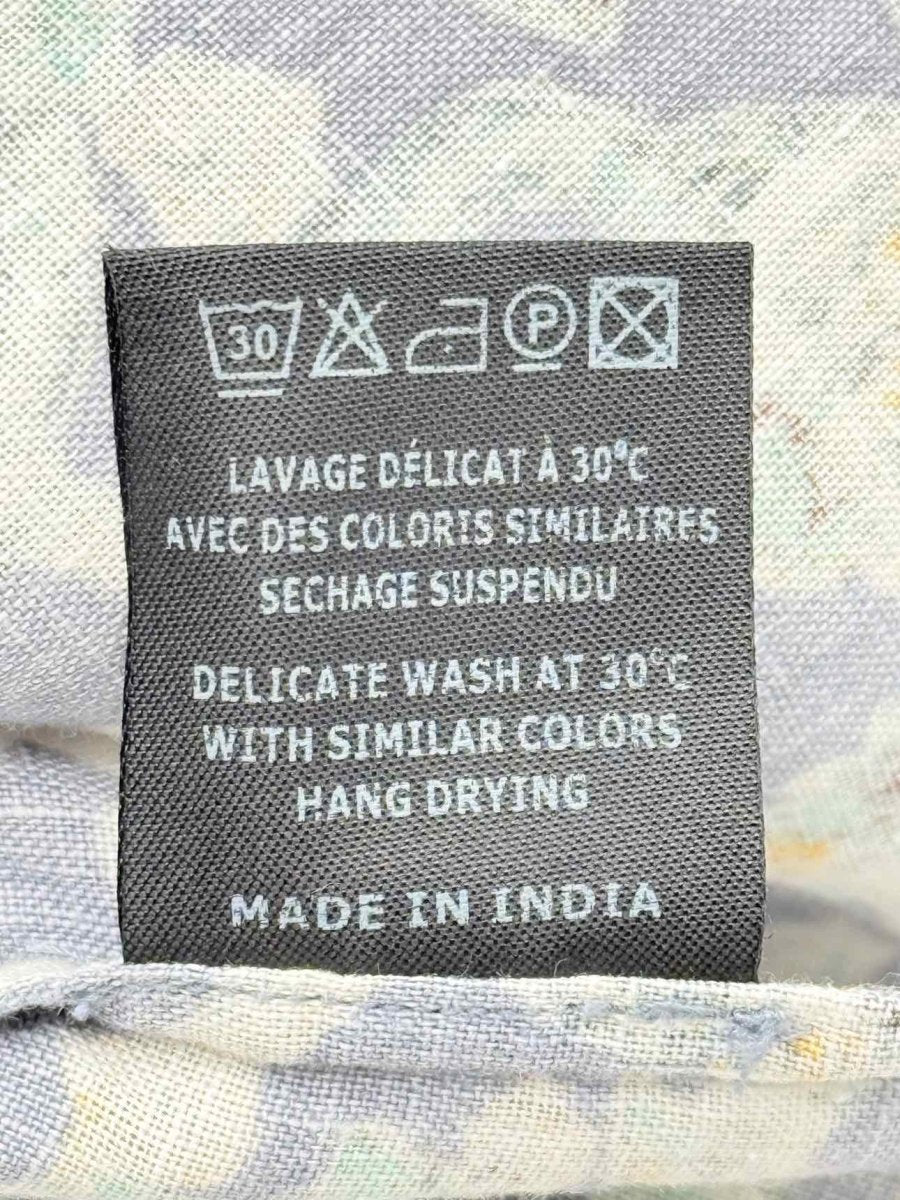 30 P
LAVAGE DÉLICAT À 30°C
AVEC DES COLORIS SIMILAIRES
SECHAGE SUSPENDU
DELICATE WASH AT 30°C
WITH SIMILAR COLORS
HANG DRYING
MADE IN INDIA